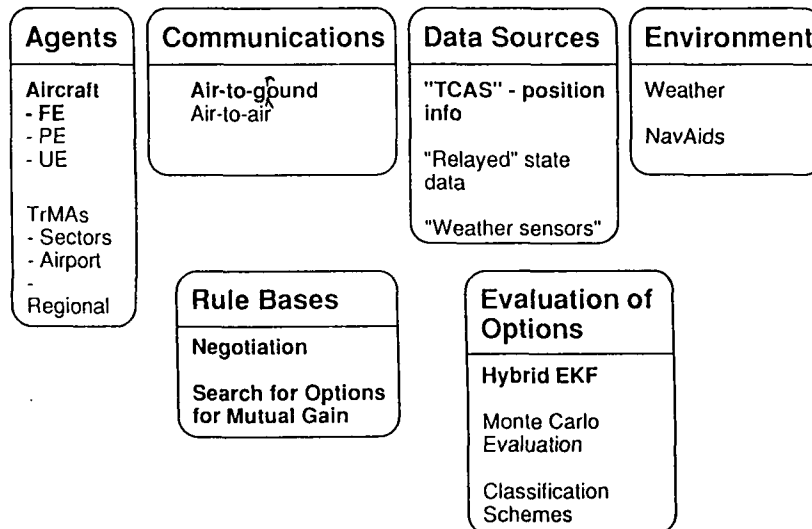 Agents
Aircraft
- FE
- PE
- UE
TrMAs
- Sectors
- Airport
-
Regional
Communications
Air-to-gound
r
Air-to-air
Data Sources
"TCAS" - position
info
"Relayed" state
data
"Weather sensors"
Environment
Weather
NavAids
Rule Bases
Negotiation
Search for Options
for Mutual Gain
Evaluation of
Options
Hybrid EKF
Monte Carlo
Evaluation
Classification
Schemes